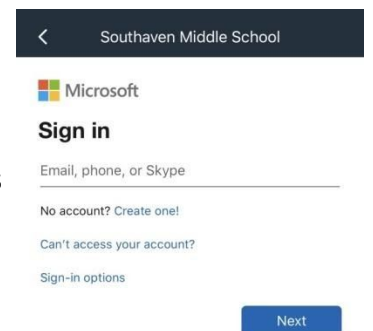 Southaven Middle School
Microsoft
Sign in
Email, phone, or Skype
No account? Create one!
Can't access your account?
Sign-in options
Next